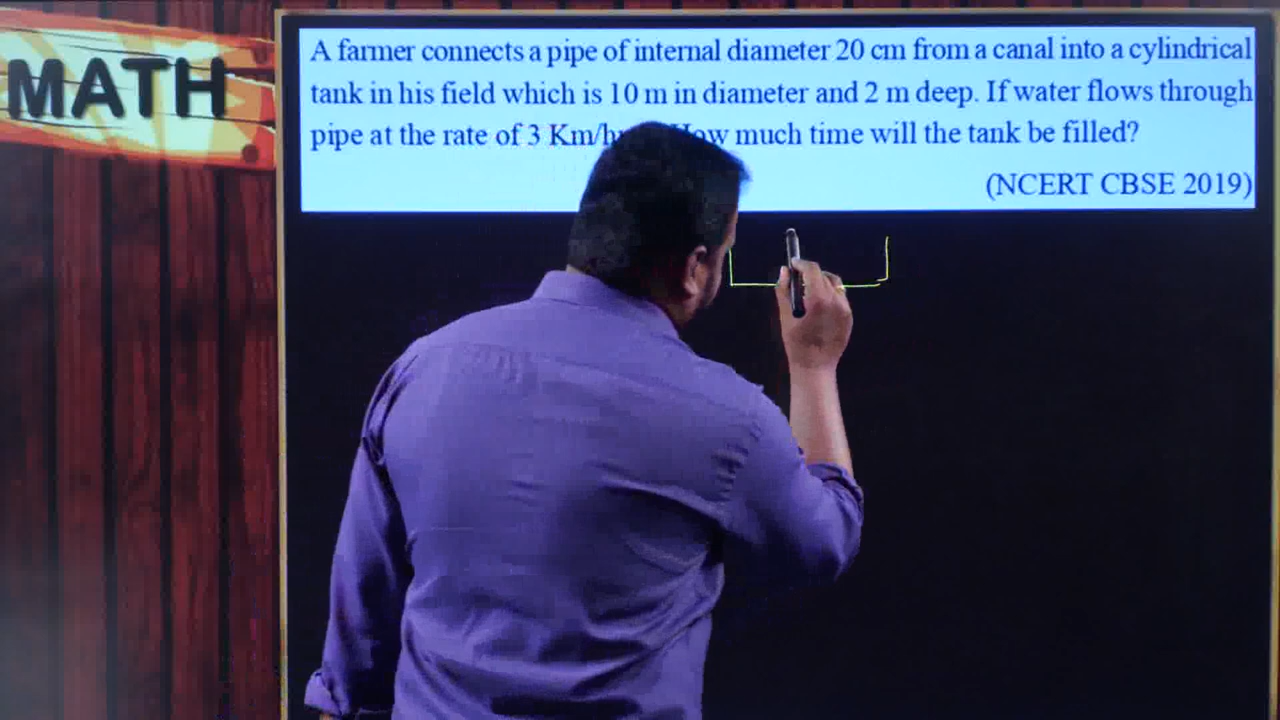 MATH
A farmer connects a pipe of internal diameter 20 cm from a canal into a cylindrical
tank in his field which is 10 m in diameter and 2 m deep. If water flows through
pipe at the rate of 3 much time will the tank be filled?
(NCERT CBSE 2019)